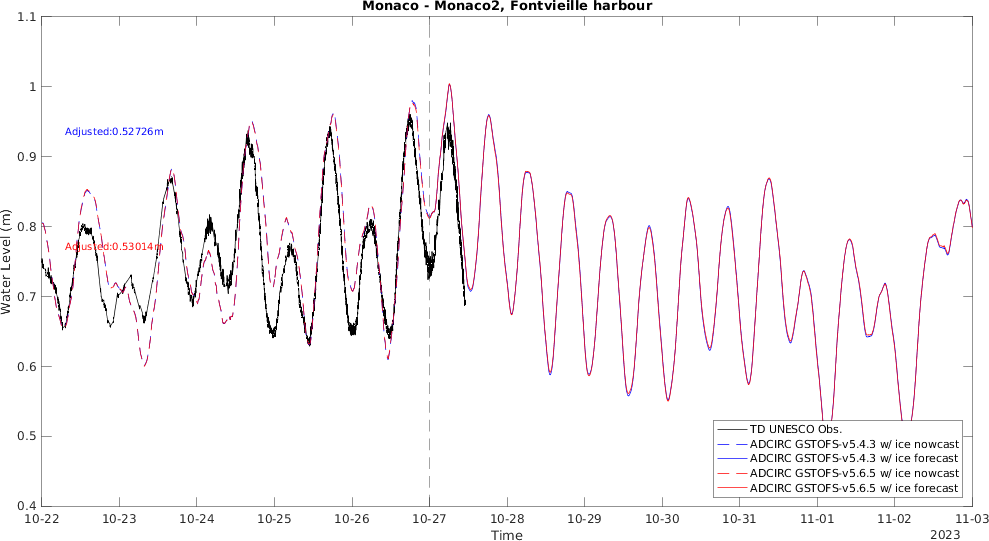 Monaco - Monaco2, Fontvieille harbour
1.1
1
0.9
0.8
0.7
0.6
0.5
0.4
Water Level (m)
Adjusted:0.52726m
Adjusted:0.53014m
TD UNESCO Obs.
ADCIRC GSTOFS-v5.4.3 w/ ice nowcast
ADCIRC GSTOFS-v5.4.3 w/ ice forecast
ADCIRC GSTOFS-v5.6.5 w/ ice nowcast
ADCIRC GSTOFS-v5.6.5 w/ ice forecast
10-22 10-23 10-24 10-25 10-26 10-27 10-28 10-29 10-30 10-31 11-01 11-02 11-03
Time
2023